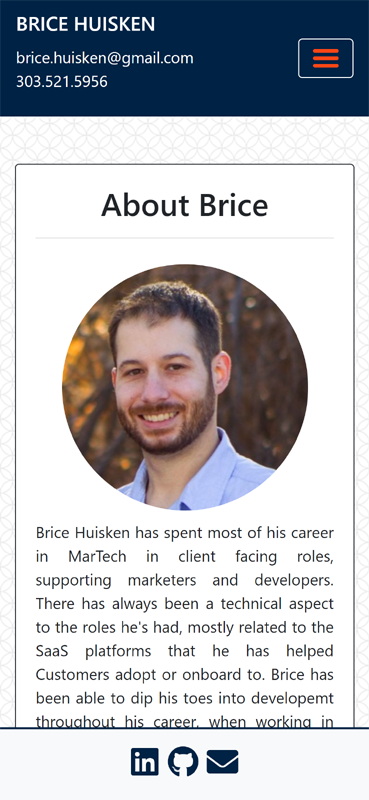 BRICE HUISKEN
brice.huisken@gmail.com
303.521.5956
About Brice
Brice Huisken has spent most of his career
in MarTech in client facing roles,
supporting marketers and developers.
There has always been a technical aspect
to the roles he's had, mostly related to the
SaaS platforms that he has helped
Customers adopt or onboard to. Brice has
been able to dip his toes into developemt
throughout his career, when working in